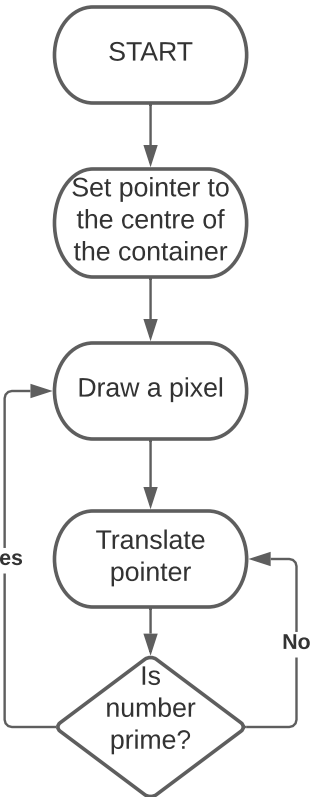 START
Set pointer to
the centre of
the container
Draw a pixel
Translate
pointer
es
No
Is
number
prime?